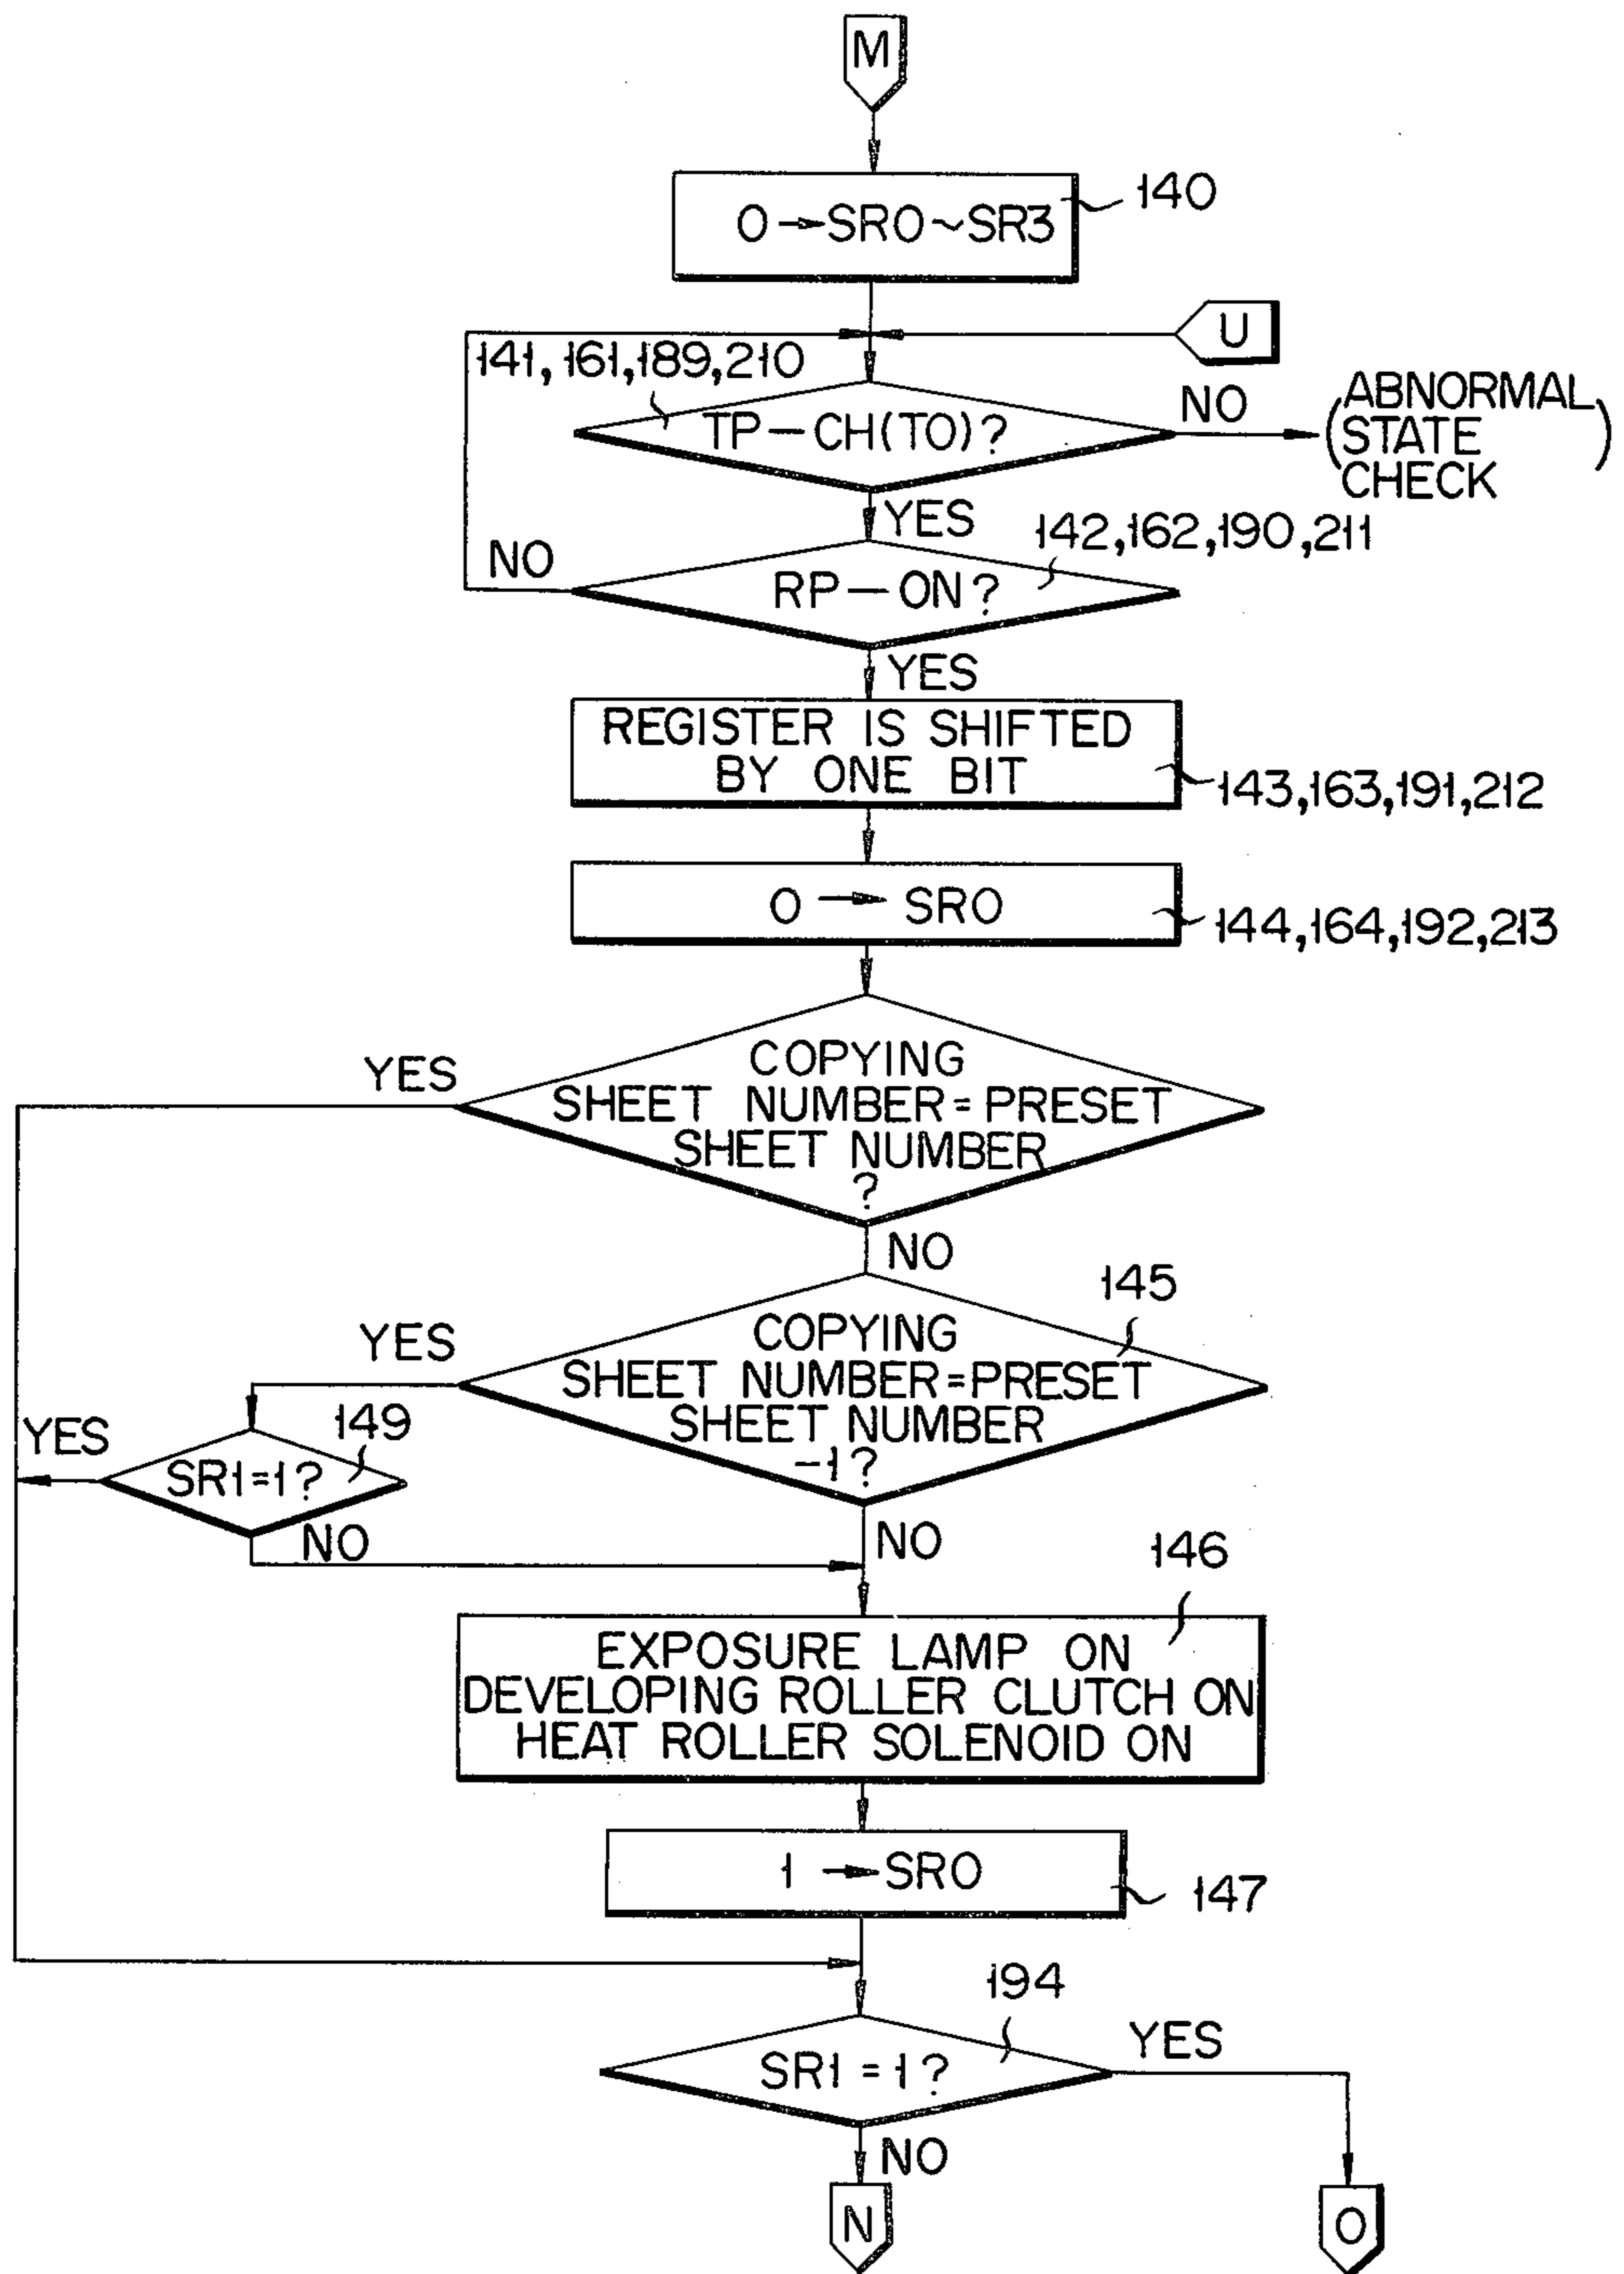 M
0 → SR0 ~ SR3
140
U
141, 161, 189, 210
TP – CH(TO)?
NO
(ABNORMAL
STATE
CHECK)
YES
142, 162, 190, 211
NO
RP – ON?
YES
REGISTER IS SHIFTED
BY ONE BIT
143, 163, 191, 212
0 → SR0
144, 164, 192, 213
YES
COPYING
SHEET NUMBER = PRESET
SHEET NUMBER
?
NO
145
YES
COPYING
SHEET NUMBER = PRESET
SHEET NUMBER
-1?
YES
149
SR1 = 1?
NO
NO
146
EXPOSURE LAMP ON
DEVELOPING ROLLER CLUTCH ON
HEAT ROLLER SOLENOID ON
1 → SR0
147
194
SR1 = 1?
YES
NO
N
O